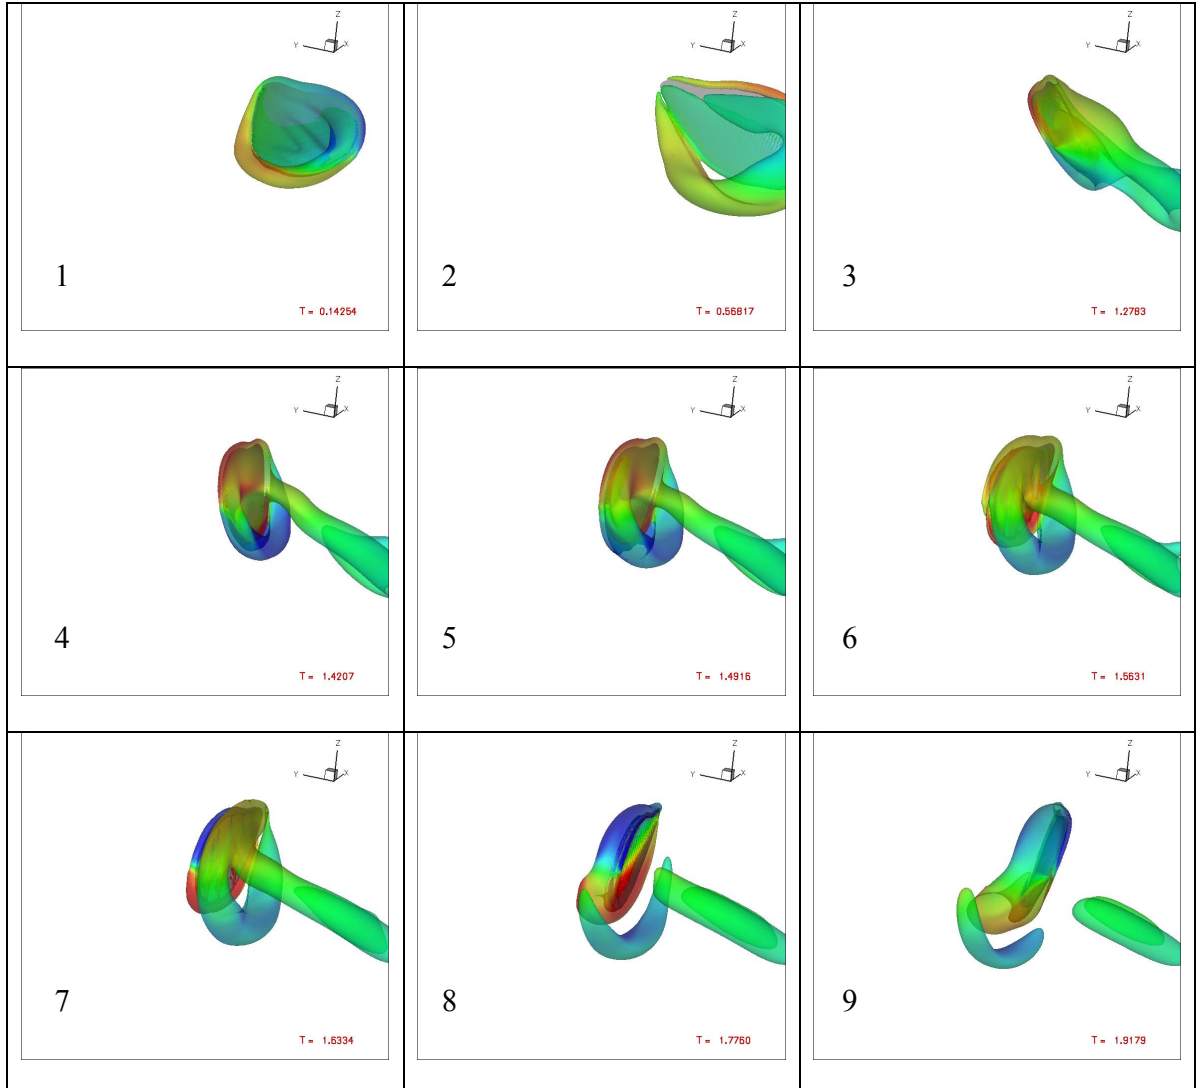 Z
Y X
1
T = 0.14254
Z
Y X
2
T = 0.56817
Z
Y X
3
T = 1.2783
Z
Y X
4
T = 1.4207
Z
Y X
5
T = 1.4916
Z
Y X
6
T = 1.5631
Z
Y X
7
T = 1.6334
Z
Y X
8
T = 1.7760
Z
Y X
9
T = 1.9179